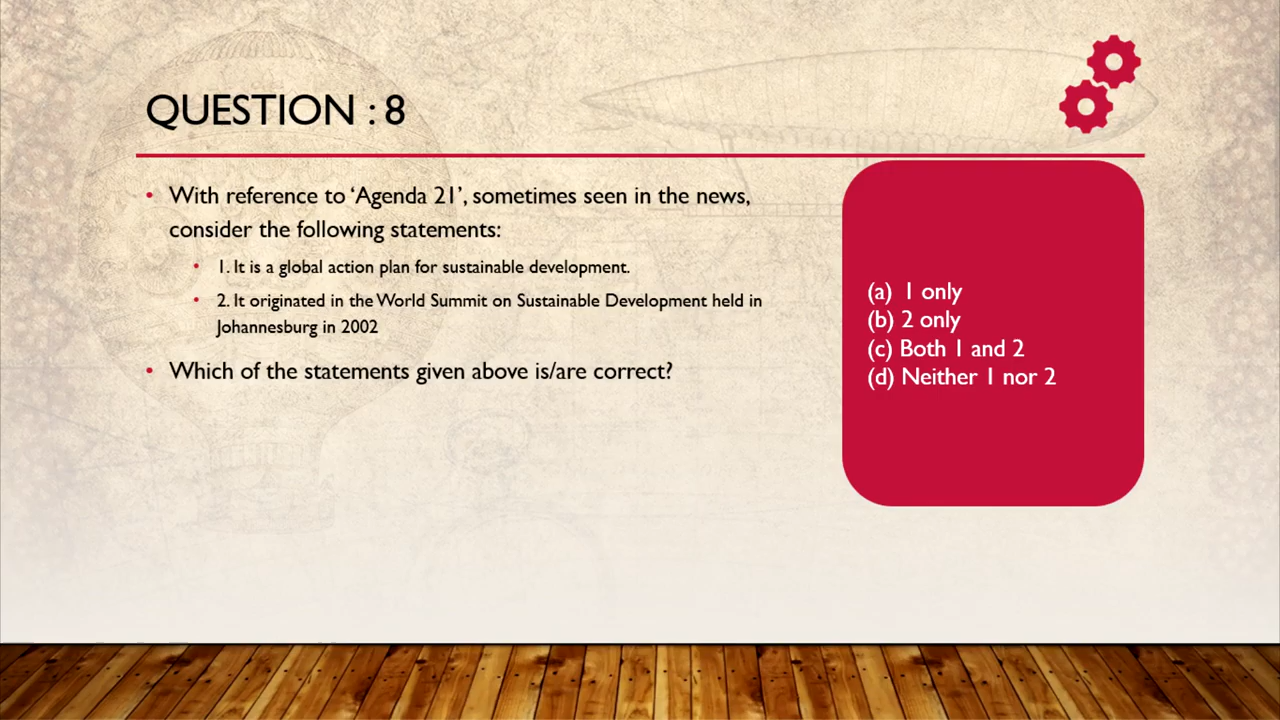 QUESTION : 8
• With reference to ‘Agenda 21’, sometimes seen in the news,
consider the following statements:
• 1. It is a global action plan for sustainable development.
• 2. It originated in the World Summit on Sustainable Development held in
Johannesburg in 2002
• Which of the statements given above is/are correct?
(a) 1 only
(b) 2 only
(c) Both 1 and 2
(d) Neither 1 nor 2